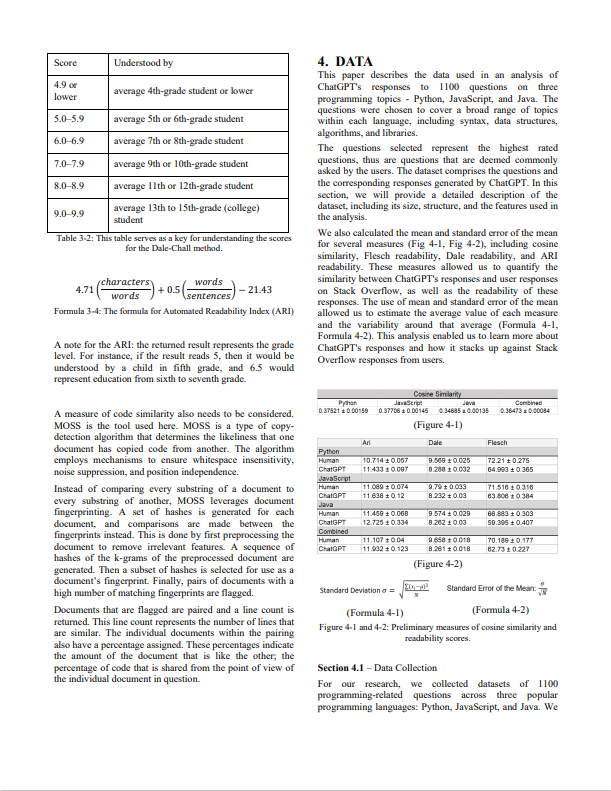 Score Understood by
4.9 or
lower
average 4th-grade student or lower
5.0–5.9 average 5th or 6th-grade student
6.0–6.9 average 7th or 8th-grade student
7.0–7.9 average 9th or 10th-grade student
8.0–8.9 average 11th or 12th-grade student
9.0–9.9 average 13th to 15th-grade (college)
student
Table 3-2: This table serves as a key for understanding the scores
for the Dale-Chall method.
4.71 (characters / words) + 0.5 (words / sentences) − 21.43
Formula 3-4: The formula for Automated Readability Index (ARI)
A note for the ARI: the returned result represents the grade
level. For instance, if the result reads 5, then it would be
understood by a child in fifth grade, and 6.5 would
represent education from sixth to seventh grade.
A measure of code similarity also needs to be considered.
MOSS is the tool used here. MOSS is a type of copy-
detection algorithm that determines the likeliness that one
document has copied code from another. The algorithm
employs mechanisms to ensure whitespace insensitivity,
noise suppression, and position independence.
Instead of comparing every substring of a document to
every substring of another, MOSS leverages document
fingerprinting. A set of hashes is generated for each
document, and comparisons are made between the
fingerprints instead. This is done by first preprocessing the
document to remove irrelevant features. A sequence of
hashes of the k-grams of the preprocessed document are
generated. Then a subset of hashes is selected for use as a
document's fingerprint. Finally, pairs of documents with a
high number of matching fingerprints are flagged.
Documents that are flagged are paired and a line count is
returned. This line count represents the number of lines that
are similar. The individual documents within the pairing
also have a percentage assigned. These percentages indicate
the amount of the document that is like the other; the
percentage of code that is shared from the point of view of
the individual document in question.
4. DATA
This paper describes the data used in an analysis of
ChatGPT's responses to 1100 questions on three
programming topics - Python, JavaScript, and Java. The
questions were chosen to cover a broad range of topics
within each language, including syntax, data structures,
algorithms, and libraries.
The questions selected represent the highest rated
questions, thus are questions that are deemed commonly
asked by the users. The dataset comprises the questions and
the corresponding responses generated by ChatGPT. In this
section, we will provide a detailed description of the
dataset, including its size, structure, and the features used in
the analysis.
We also calculated the mean and standard error of the mean
for several measures (Fig 4-1, Fig 4-2), including cosine
similarity, Flesch readability, Dale readability, and ARI
readability. These measures allowed us to quantify the
similarity between ChatGPT's responses and user responses
on Stack Overflow, as well as the readability of these
responses. The use of mean and standard error of the mean
allowed us to estimate the average value of each measure
and the variability around that average (Formula 4-1,
Formula 4-2). This analysis enabled us to learn more about
ChatGPT's responses and how it stacks up against Stack
Overflow responses from users.
Cosine Similarity
Python JavaScript Java Combined
0.37521 ± 0.00159 0.37706 ± 0.00145 0.34685 ± 0.00135 0.36473 ± 0.00084
(Figure 4-1)
Ari Dale Flesch
Python
Human 10.714 ± 0.057 9.569 ± 0.025 72.21 ± 0.275
ChatGPT 11.433 ± 0.097 8.288 ± 0.032 64.993 ± 0.365
JavaScript
Human 11.089 ± 0.074 9.79 ± 0.033 71.516 ± 0.316
ChatGPT 11.638 ± 0.12 8.232 ± 0.03 63.806 ± 0.384
Java
Human 11.459 ± 0.068 9.574 ± 0.029 66.883 ± 0.303
ChatGPT 12.725 ± 0.334 8.262 ± 0.03 59.395 ± 0.407
Combined
Human 11.107 ± 0.04 9.658 ± 0.018 70.189 ± 0.177
ChatGPT 11.932 ± 0.123 8.261 ± 0.018 62.73 ± 0.227
(Figure 4-2)
Standard Deviation σ = √(Σ(xᵢ−μ)² / N) Standard Error of the Mean: σ/√N
(Formula 4-1) (Formula 4-2)
Figure 4-1 and 4-2: Preliminary measures of cosine similarity and
readability scores.
Section 4.1 – Data Collection
For our research, we collected datasets of 1100
programming-related questions across three popular
programming languages: Python, JavaScript, and Java. We